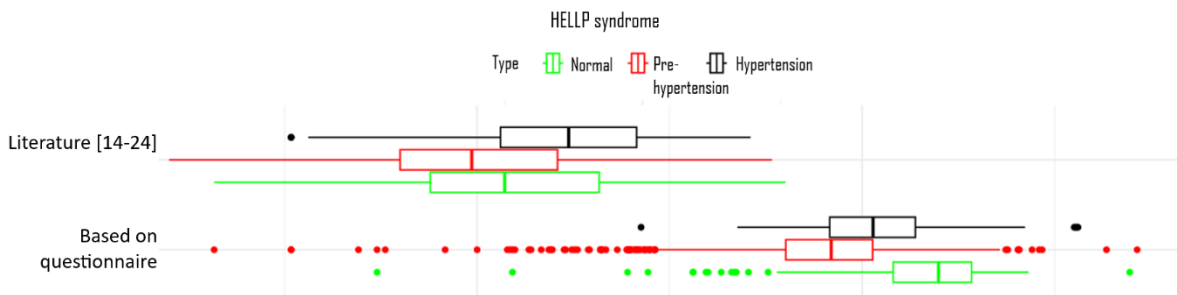 HELLP syndrome
Type Normal Pre- Hypertension
hypertension
Literature [14-24]
Based on
questionnaire